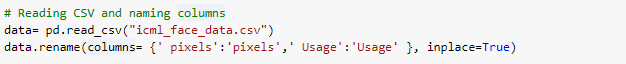 # Reading CSV and naming columns
data= pd.read_csv("icml_face_data.csv")
data.rename(columns= {' pixels':'pixels',' Usage':'Usage' }, inplace=True)